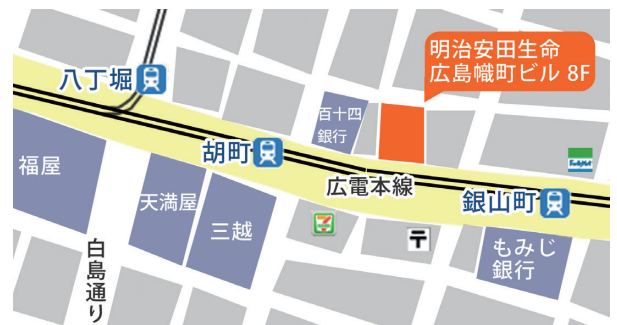 明治安田生命
広島幟町ビル 8F
八丁堀
百十四
銀行
胡町
福屋
広電本線
天満屋
銀山町
三越
もみじ
銀行
白島通り
7
FamilyMart
〒